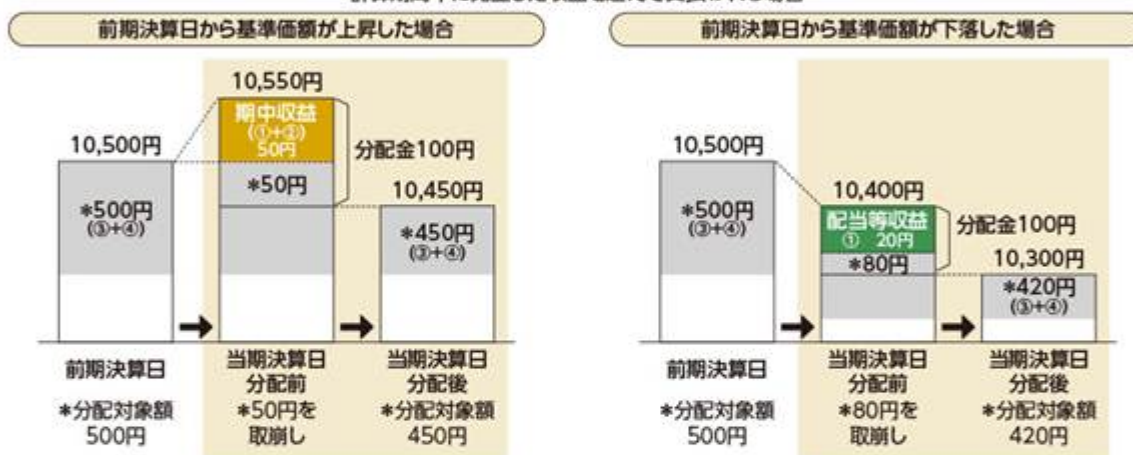 前期決算日から基準価額が上昇した場合
10,550円
期中収益
(①+②)
50円
10,500円
分配金100円
*50円
10,450円
*500円
(③+④)
*450円
(③+④)
前期決算日
当期決算日
分配前
当期決算日
分配後
*分配対象額
500円
*50円を
取崩し
*分配対象額
450円
前期決算日から基準価額が下落した場合
10,500円
10,400円
*500円
(③+④)
配当等収益
① 20円
分配金100円
*80円
10,300円
*420円
(③+④)
前期決算日
当期決算日
分配前
当期決算日
分配後
*分配対象額
500円
*80円を
取崩し
*分配対象額
420円